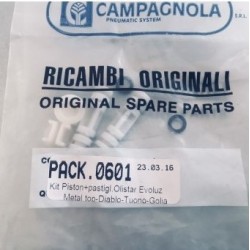 CAMPAGNOLA
PNEUMATIC SYSTEM S.R.L.
RICAMBI ORIGINALI
ORIGINAL SPARE PARTS
PACK.0601 23.03.16
Kit Piston+pastigl.Olistar Evoluz
Metal top-Diablo-Tuono-Golia